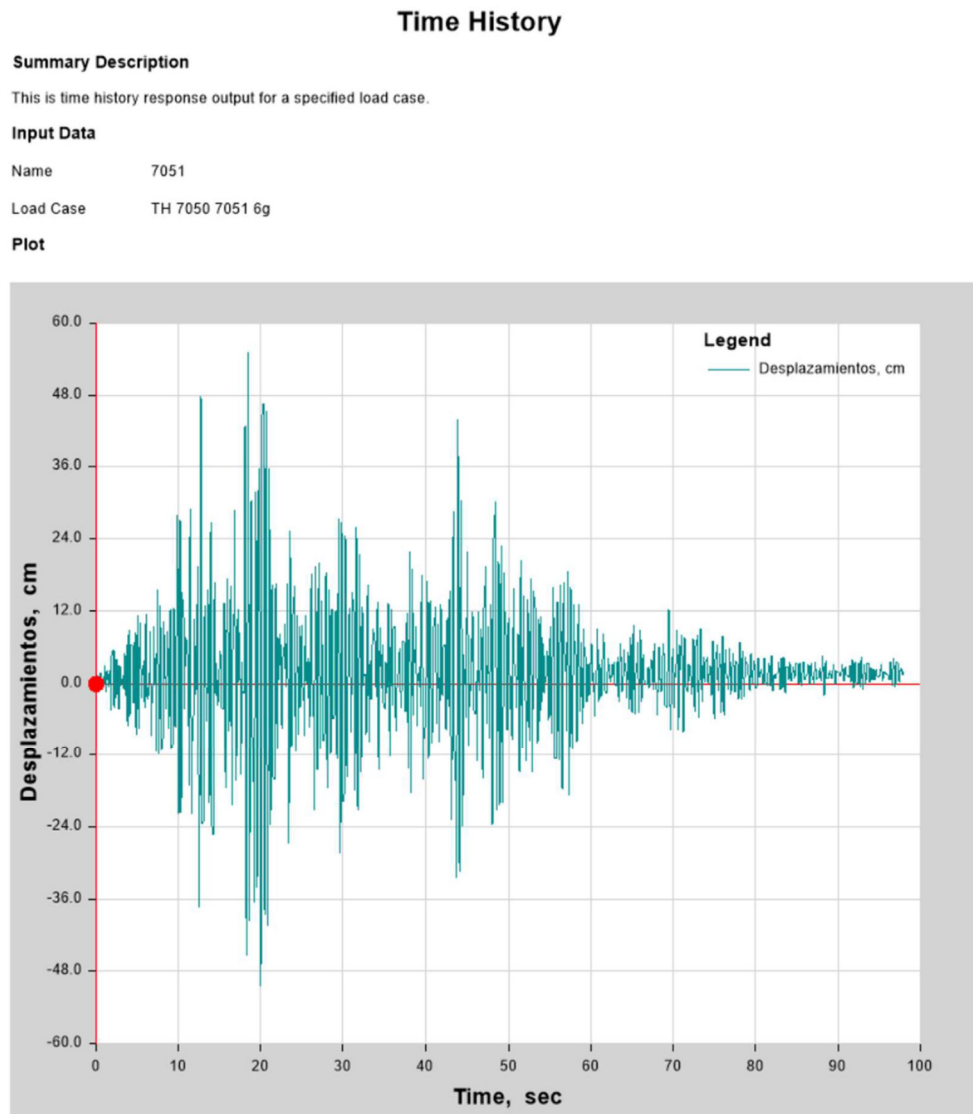 Time History
Summary Description
This is time history response output for a specified load case.
Input Data
Name 7051
Load Case TH 7050 7051 6g
Plot
Legend
Desplazamientos, cm
60.0
48.0
36.0
24.0
12.0
0.0
-12.0
-24.0
-36.0
-48.0
-60.0
Desplazamientos, cm
0 10 20 30 40 50 60 70 80 90 100
Time, sec